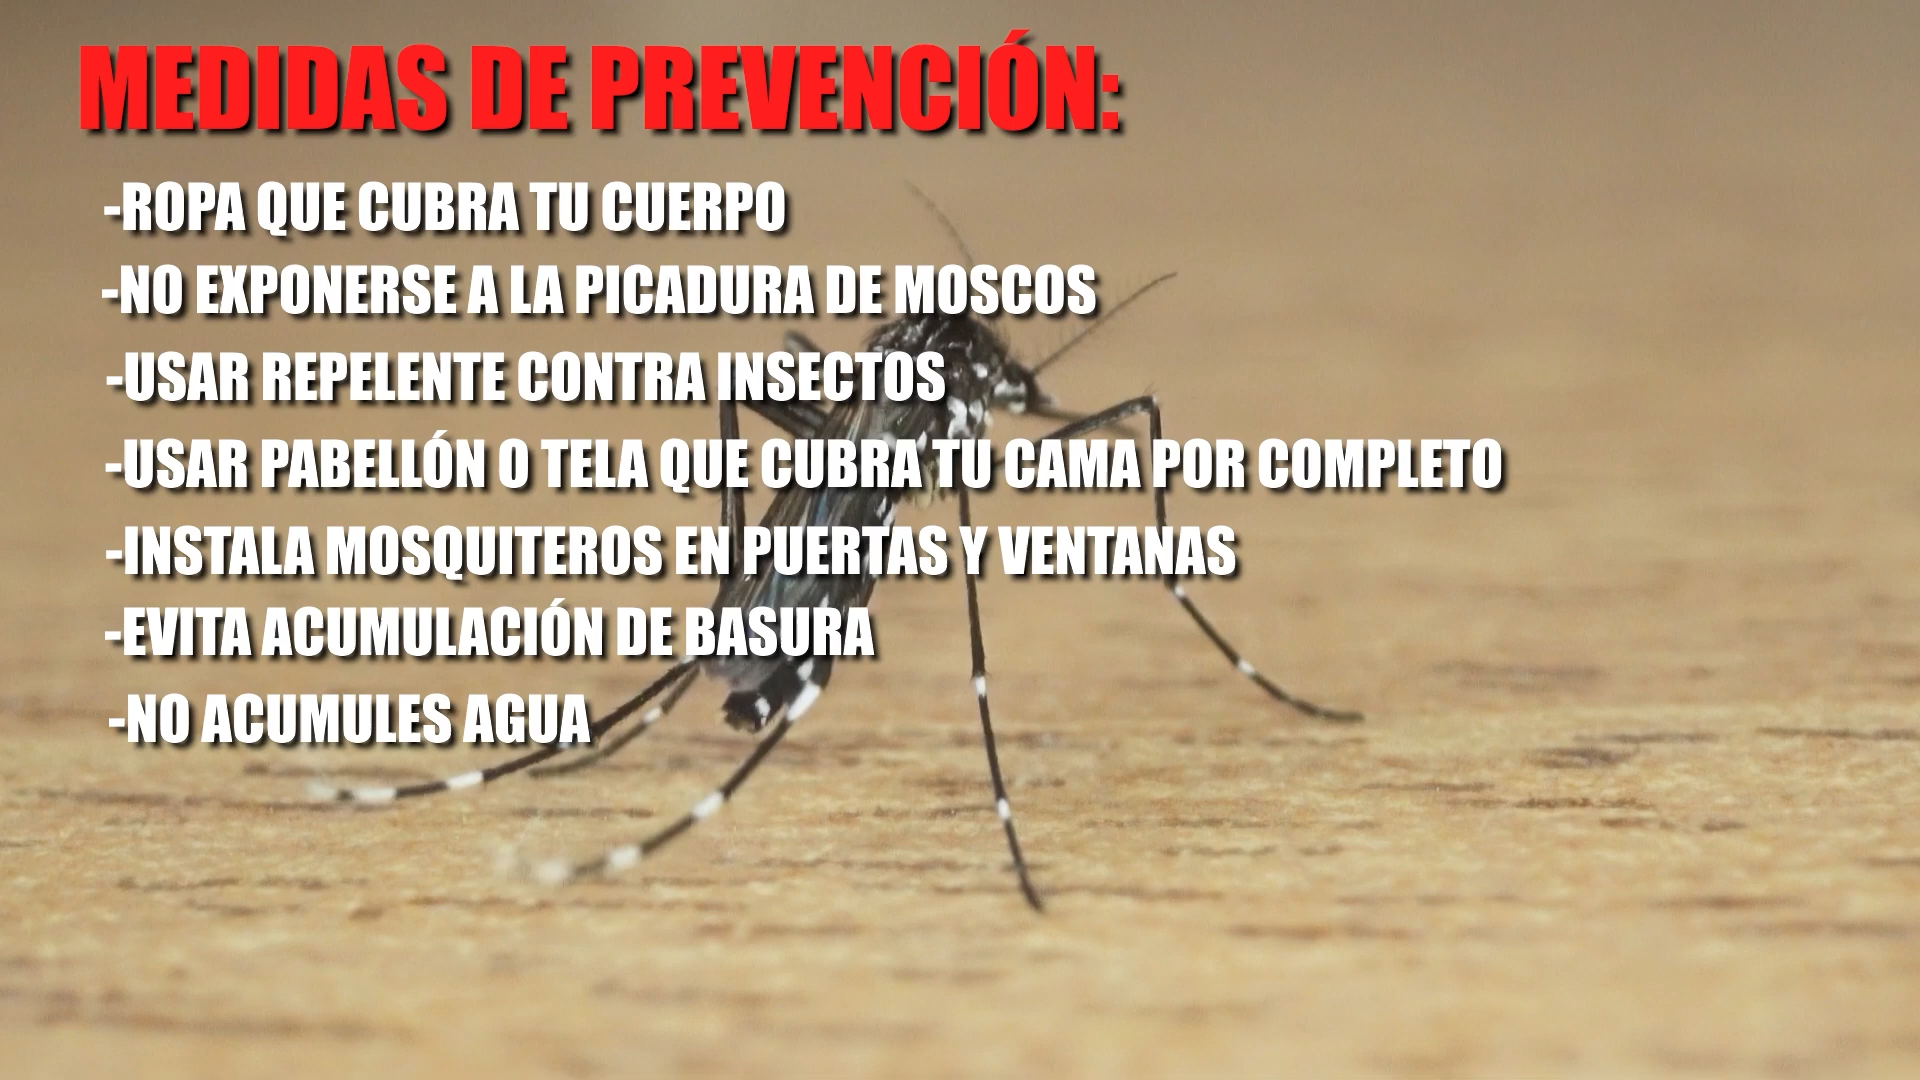 MEDIDAS DE PREVENCIÓN:
-ROPA QUE CUBRA TU CUERPO
-NO EXPONERSE A LA PICADURA DE MOSCOS
-USAR REPELENTE CONTRA INSECTOS
-USAR PABELLÓN O TELA QUE CUBRA TU CAMA POR COMPLETO
-INSTALA MOSQUITEROS EN PUERTAS Y VENTANAS
-EVITA ACUMULACIÓN DE BASURA
-NO ACUMULES AGUA